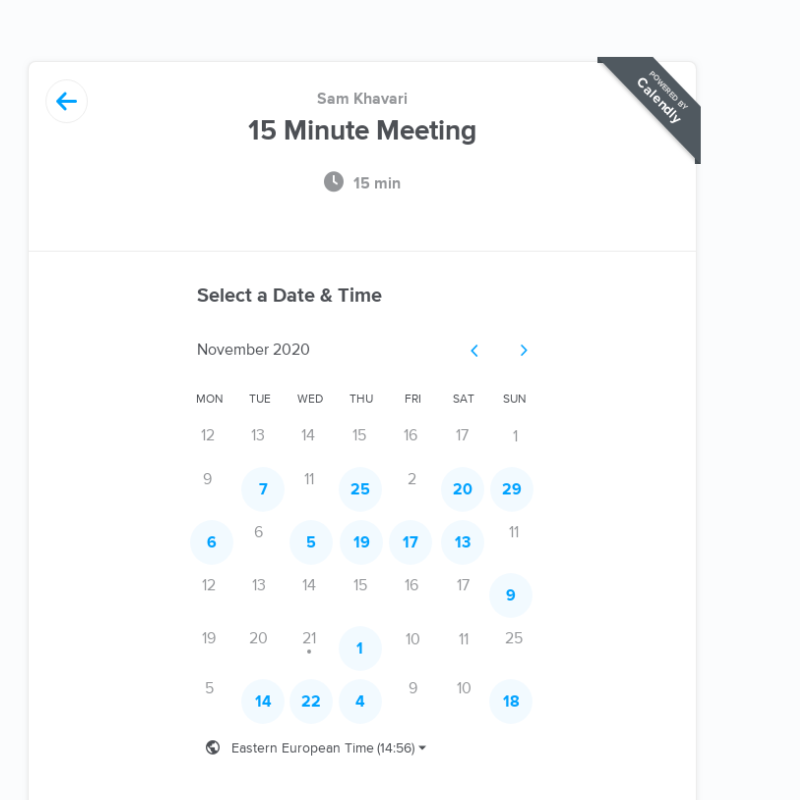 POWERED BY
Calendly
Sam Khavari
15 Minute Meeting
15 min
Select a Date & Time
November 2020
MON TUE WED THU FRI SAT SUN
12 13 14 15 16 17 1
9 7 11 25 2 20 29
6 6 5 19 17 13 11
12 13 14 15 16 17 9
19 20 21 1 10 11 25
5 14 22 4 9 10 18
Eastern European Time (14:56)